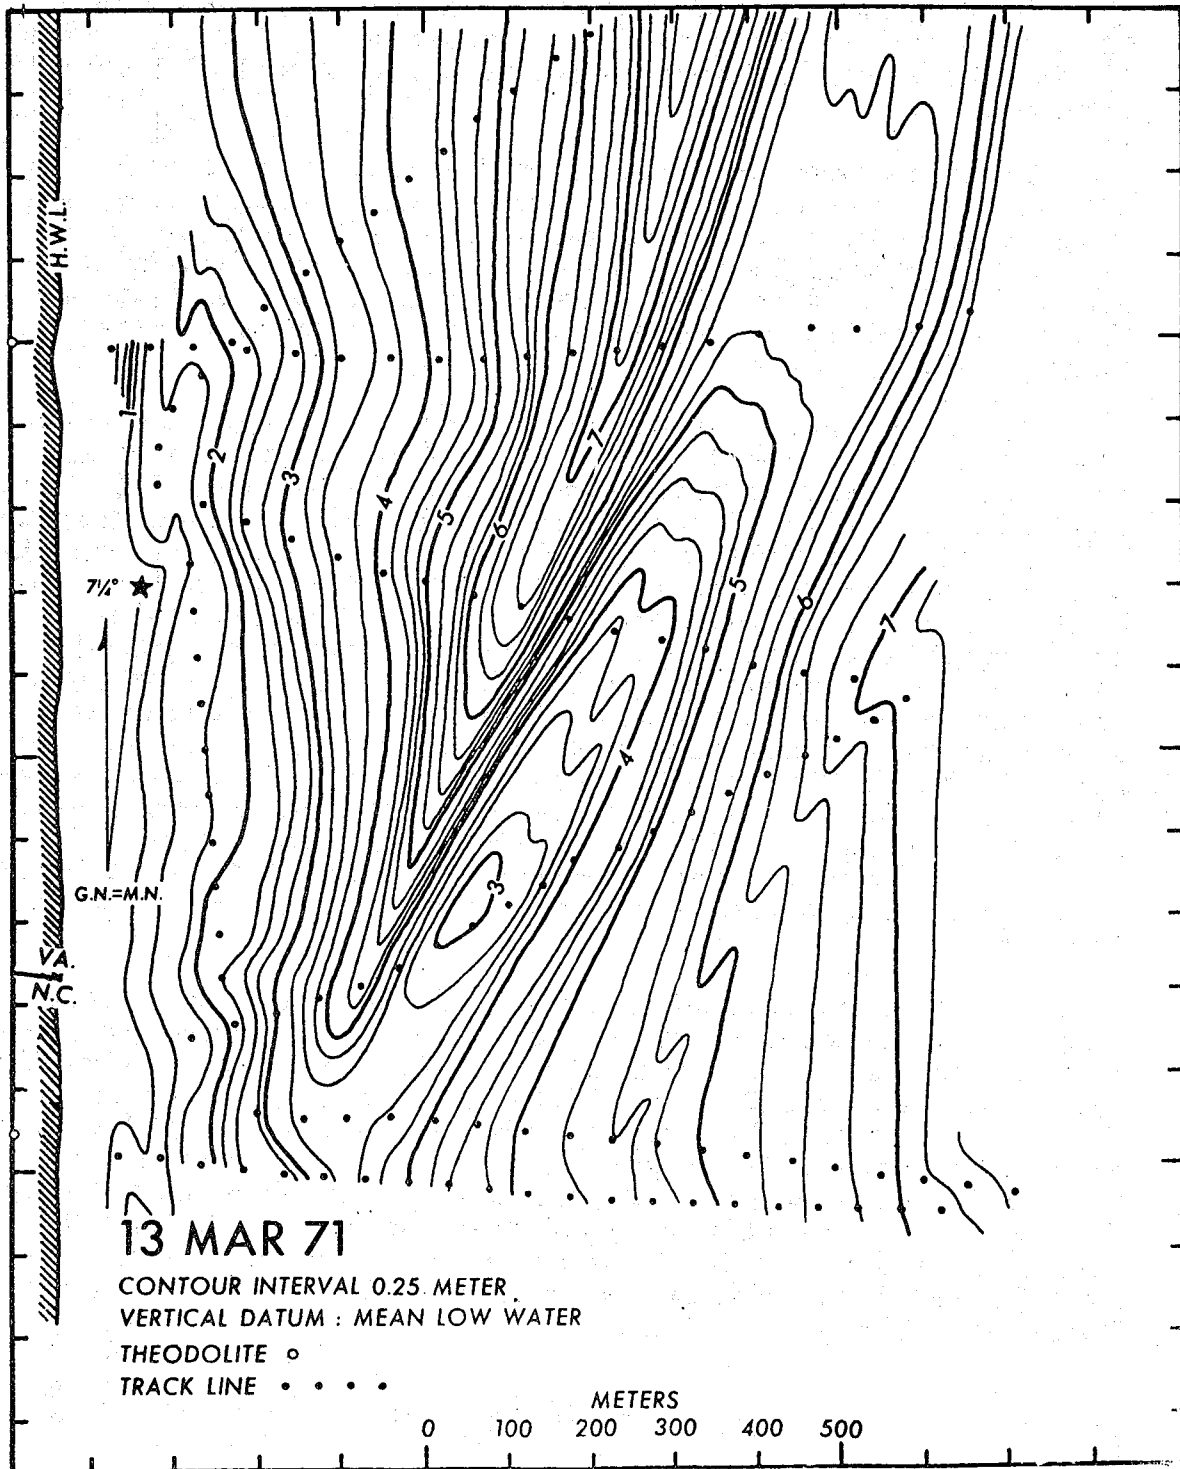 H.W.L.
7
1
2
3
4
5
6
5
6
7
7¼°
4
3
G.N.=M.N.
VA.
N.C.
13 MAR 71
CONTOUR INTERVAL 0.25 METER
VERTICAL DATUM : MEAN LOW WATER
THEODOLITE
TRACK LINE
METERS
0 100 200 300 400 500